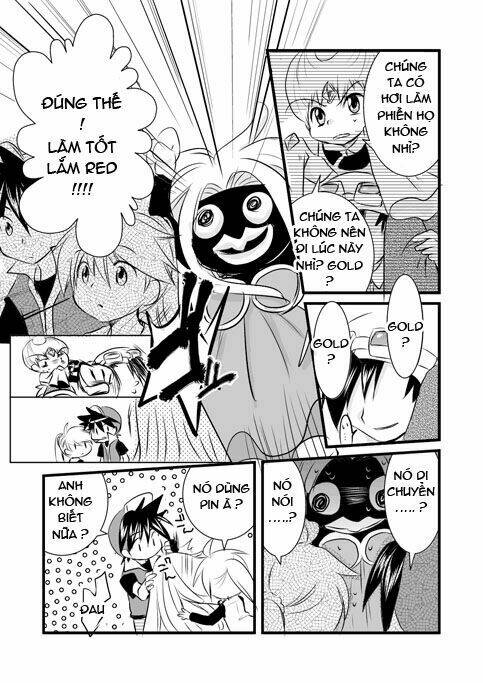 CHÚNG
TA CÓ
HƠI LÀM
PHIỀN HỌ
KHÔNG
NHỈ?
CHÚNG TA
KHÔNG NÊN
ĐI LÚC NÀY
NHỈ? GOLD
?
ĐÚNG THẾ
!
LÀM TỐT
LẮM RED
!!!!
GOLD
?
GOLD
?
NÓ DI
CHUYỂN
.....?
NÓ
NÓI
.....?
NÓ DÙNG
PIN À ?
ANH
KHÔNG
BIẾT
NỮA ?
ĐAU